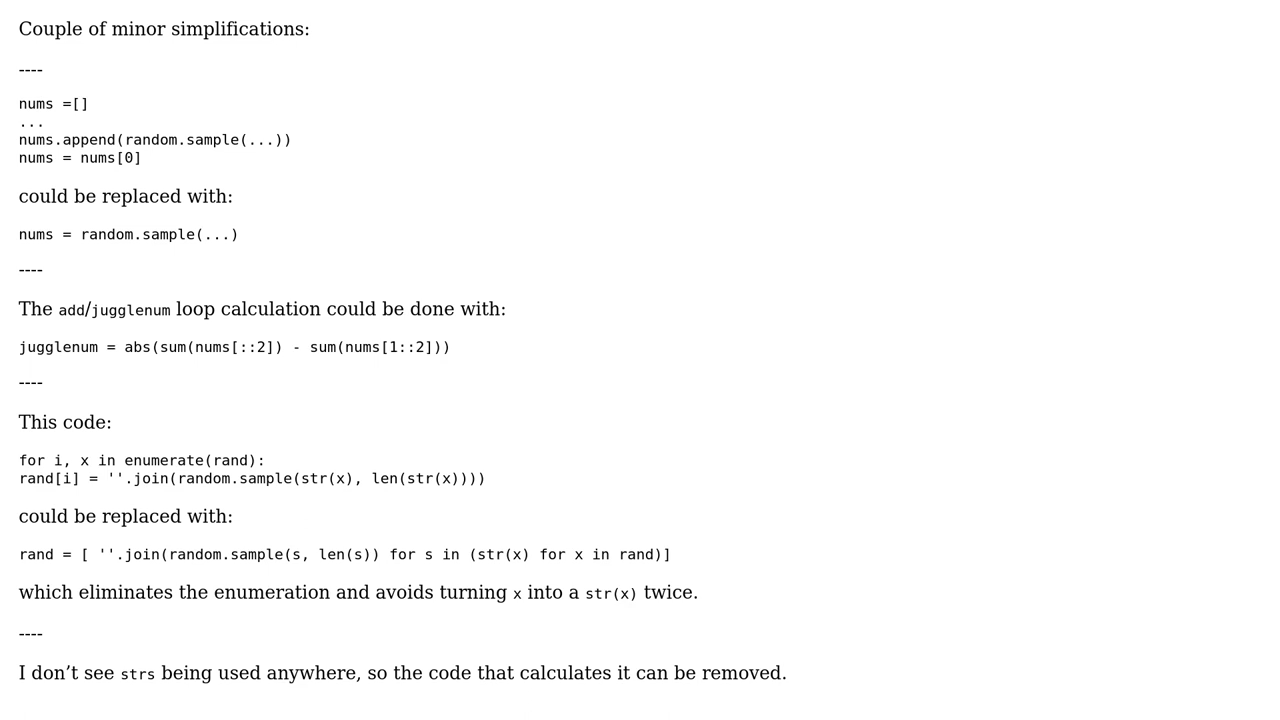 Couple of minor simplifications:
----
nums =[]
...
nums.append(random.sample(...))
nums = nums[0]
could be replaced with:
nums = random.sample(...)
----
The add/jugglenum loop calculation could be done with:
jugglenum = abs(sum(nums[::2]) - sum(nums[1::2]))
----
This code:
for i, x in enumerate(rand):
rand[i] = ''.join(random.sample(str(x), len(str(x))))
could be replaced with:
rand = [ ''.join(random.sample(s, len(s)) for s in (str(x) for x in rand)]
which eliminates the enumeration and avoids turning x into a str(x) twice.
----
I don’t see strs being used anywhere, so the code that calculates it can be removed.